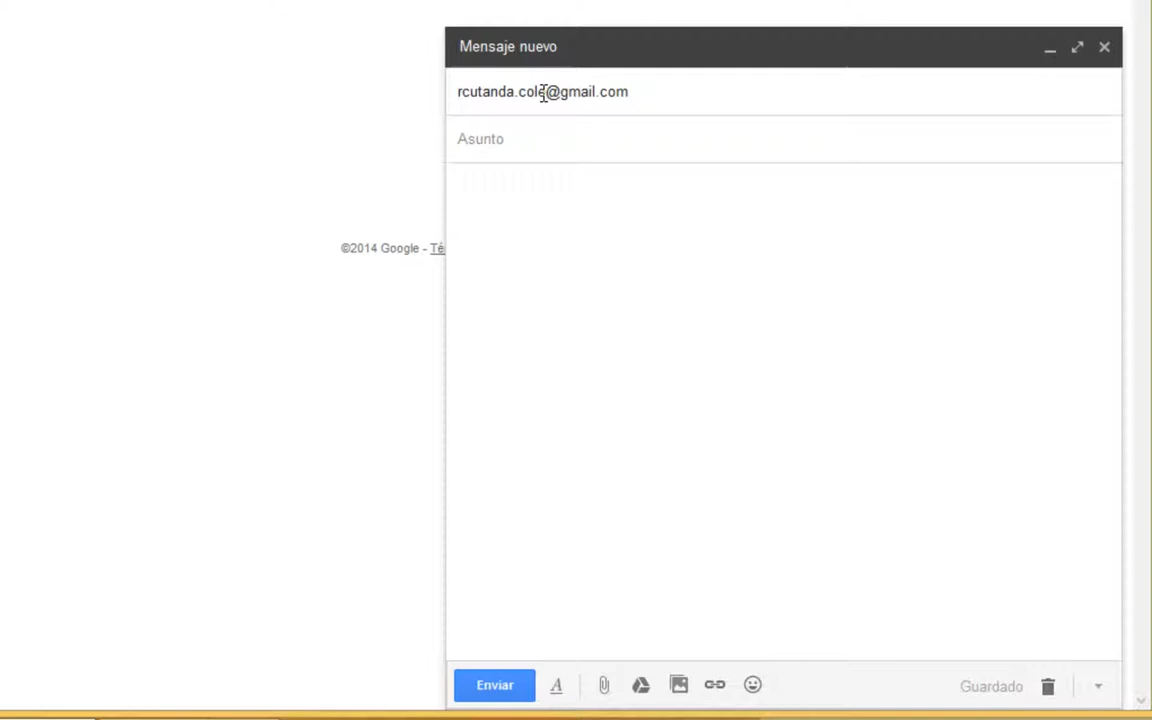 Mensaje nuevo
rcutanda.cole@gmail.com
Asunto
©2014 Google - Té
Enviar
Guardado